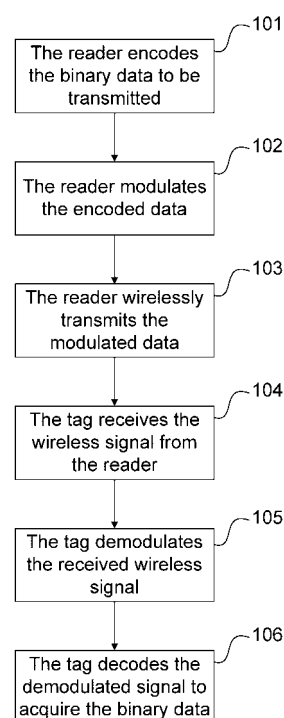 101
The reader encodes
the binary data to be
transmitted
102
The reader modulates
the encoded data
103
The reader wirelessly
transmits the
modulated data
104
The tag receives the
wireless signal from
the reader
105
The tag demodulates
the received wireless
signal
106
The tag decodes the
demodulated signal to
acquire the binary data